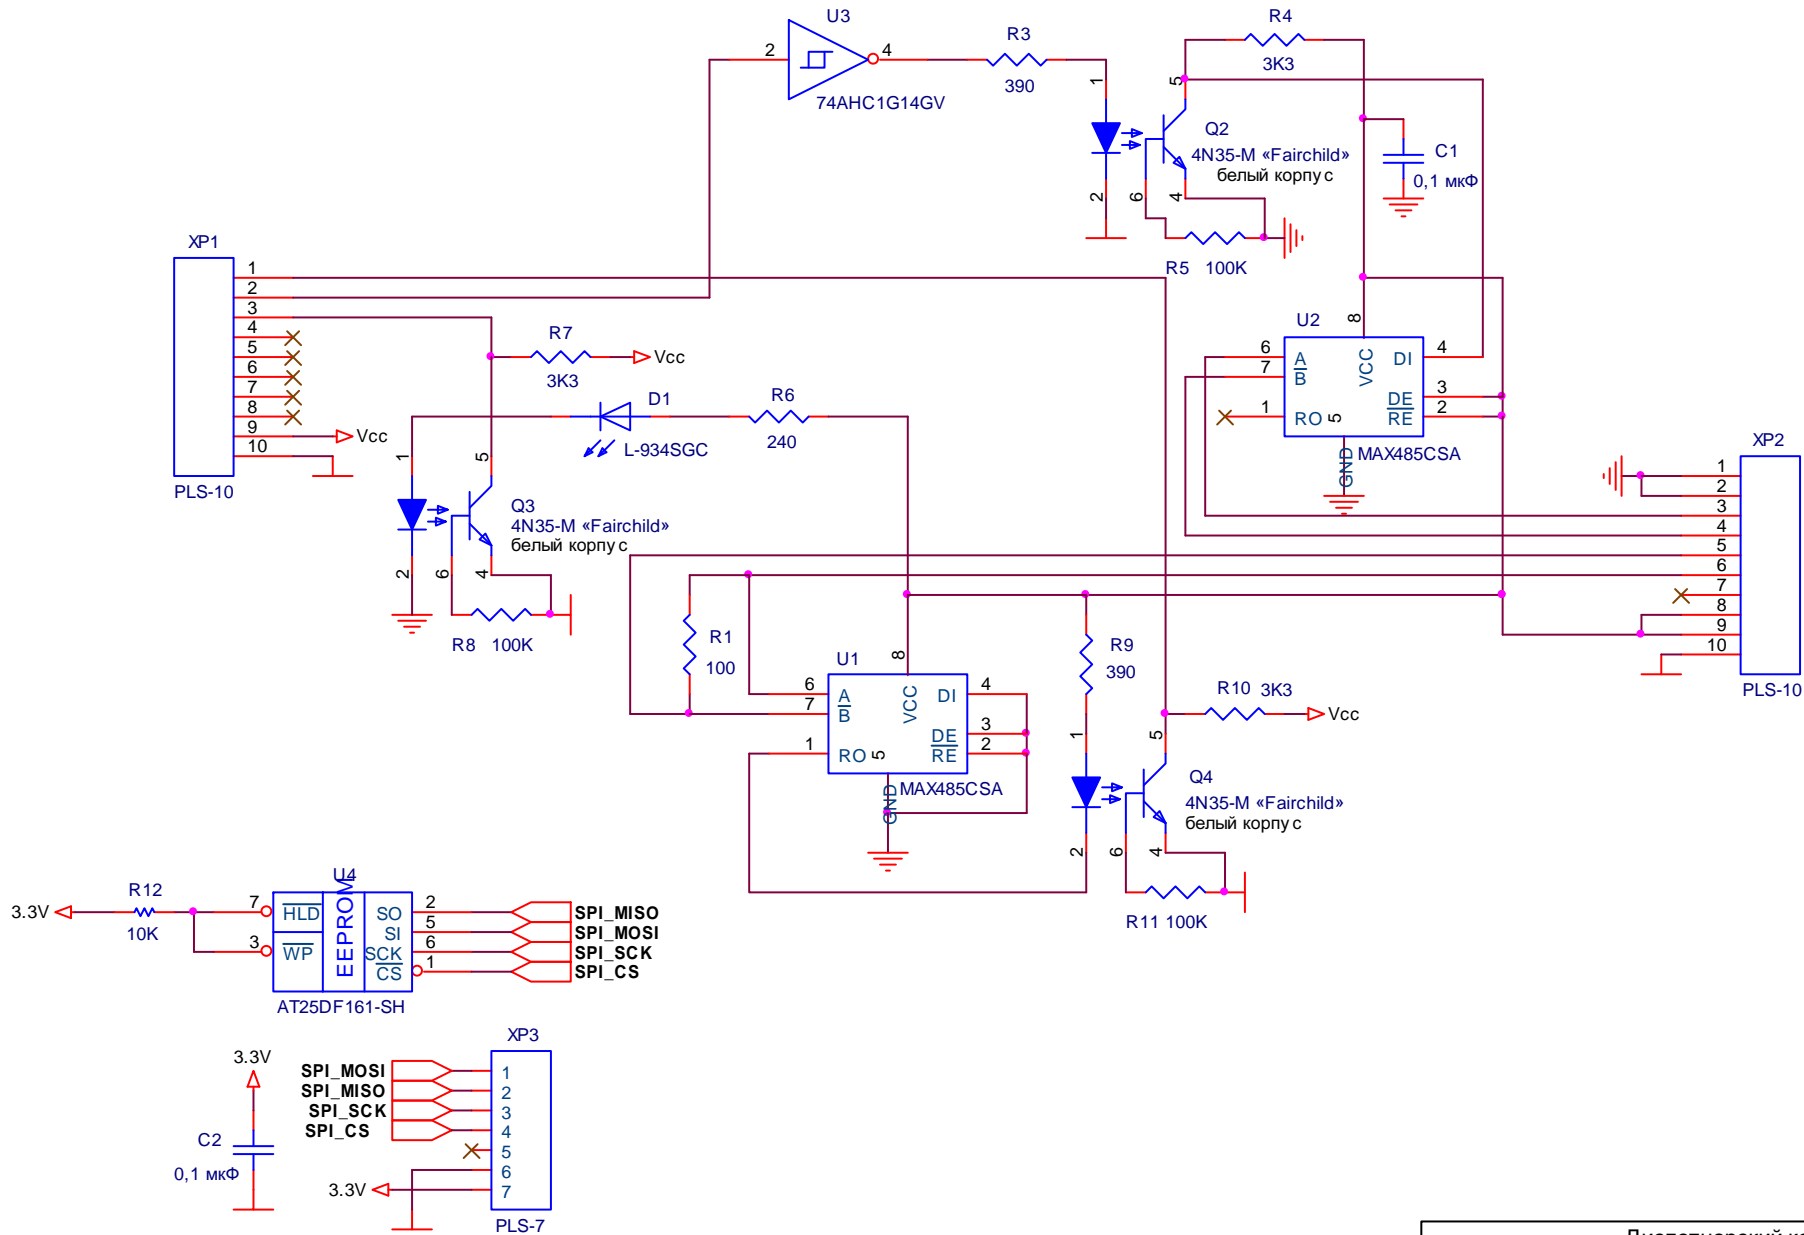 U3
2
4
74AHC1G14GV
R3
390
R4
3K3
1
2
5
6
4
Q2
4N35-M «Fairchild»
белый корпус
C1
0,1 мкФ
R5 100K
XP1
1
2
3
4
5
6
7
8
9
10
Vcc
PLS-10
R7
3K3
Vcc
D1
L-934SGC
R6
240
1
2
5
6
4
Q3
4N35-M «Fairchild»
белый корпус
R8 100K
U2
8
6 A
7 B
1 RO
5
VCC
GND
DI 4
DE 3
RE 2
MAX485CSA
XP2
1
2
3
4
5
6
7
8
9
10
PLS-10
R1
100
U1
8
6 A
7 B
1 RO
5
VCC
GND
DI 4
DE 3
RE 2
MAX485CSA
R9
390
R10 3K3
Vcc
1
2
5
6
4
Q4
4N35-M «Fairchild»
белый корпус
R11 100K
R12
3.3V
10K
U4
7 HLD
3 WP
EEPROM
SO 2
SI 5
SCK 6
CS 1
SPI_MISO
SPI_MOSI
SPI_SCK
SPI_CS
AT25DF161-SH
3.3V
C2
0,1 мкФ
XP3
SPI_MOSI 1
SPI_MISO 2
SPI_SCK 3
SPI_CS 4
5
6
3.3V 7
PLS-7